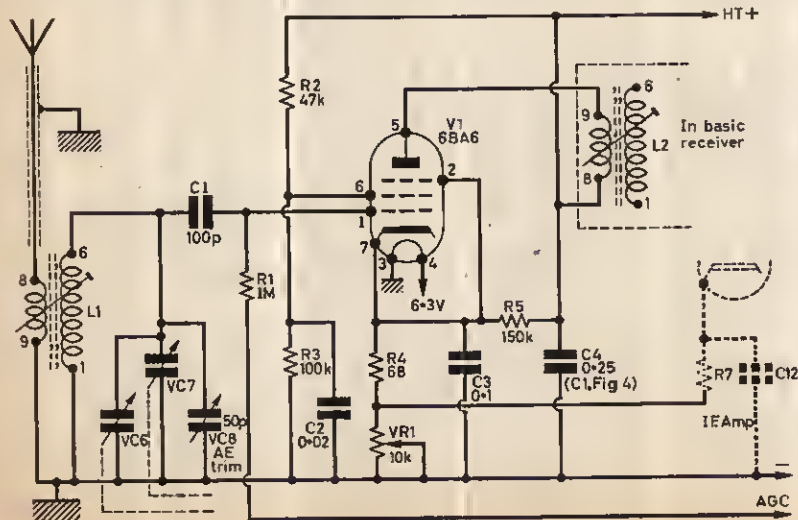 HT+
R2
47k
V1
6BA6
5
6
1
2
7
3
4
6·3V
9
8
6
1
L2
In basic
receiver
C1
100p
R1
1M
8
9
6
1
L1
R3
100k
C2
0·02
R4
68
VR1
10k
C3
0·1
R5
150k
C4
0·25
(C1, Fig 4)
R7
C12
IEAmp
VC6
VC7
50p
VC8
AE
trim
−
AGC